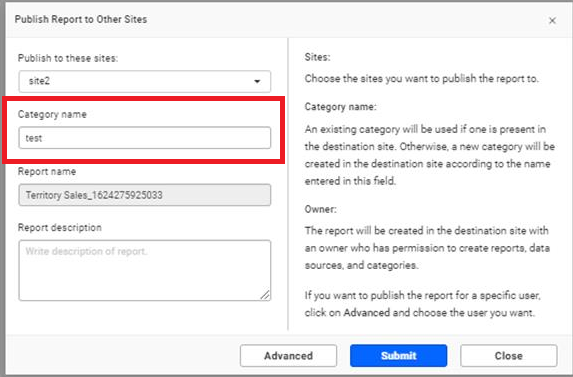 Publish Report to Other Sites
×
Publish to these sites:
site2
Category name
test
Report name
Territory Sales_1624275925033
Report description
Write description of report.
Sites:
Choose the sites you want to publish the report to.
Category name:
An existing category will be used if one is present in
the destination site. Otherwise, a new category will be
created in the destination site according to the name
entered in this field.
Owner:
The report will be created in the destination site with
an owner who has permission to create reports, data
sources, and categories.
If you want to publish the report for a specific user,
click on Advanced and choose the user you want.
Advanced
Submit
Close